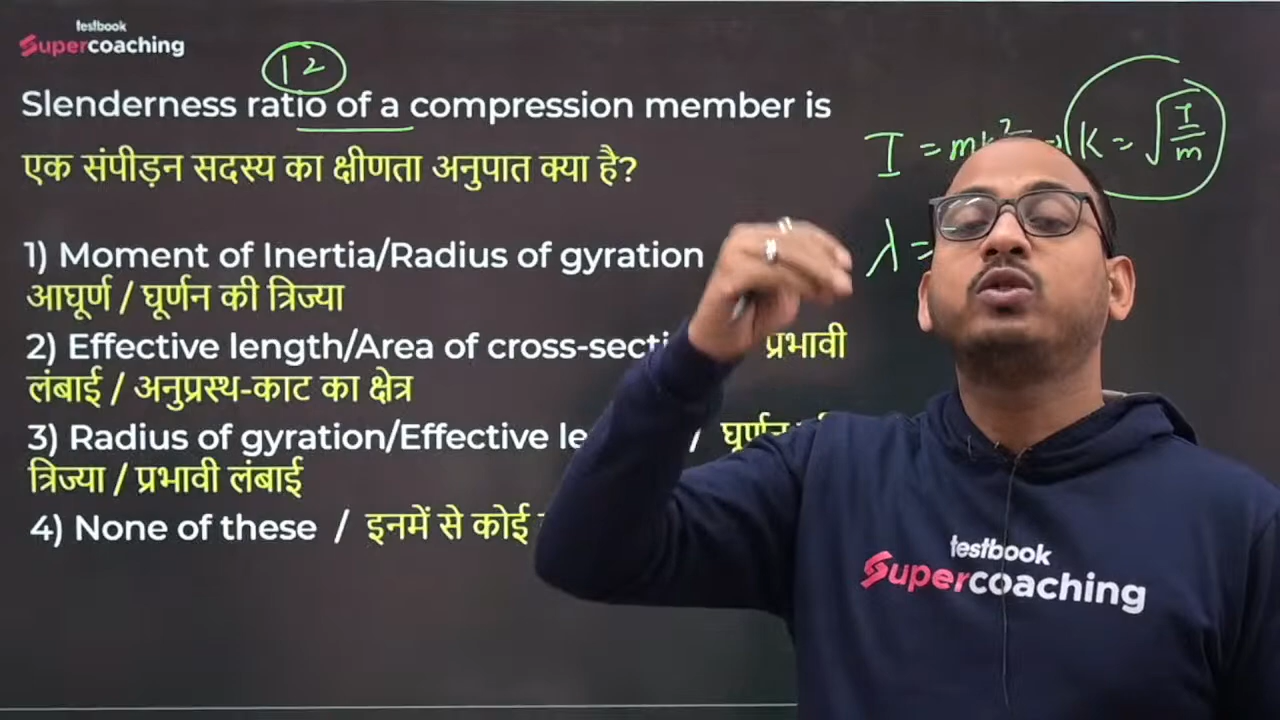 testbook
Supercoaching
12
Slenderness ratio of a compression member is
एक संपीड़न सदस्य का क्षीणता अनुपात क्या है?
I = mk² K = √I/m
λ =
1) Moment of Inertia/Radius of gyration
आघूर्ण / घूर्णन की त्रिज्या
2) Effective length/Area of cross-secti प्रभावी
लंबाई / अनुप्रस्थ-काट का क्षेत्र
3) Radius of gyration/Effective le /
त्रिज्या / प्रभावी लंबाई
4) None of these / इनमें से कोई
testbook
Supercoaching